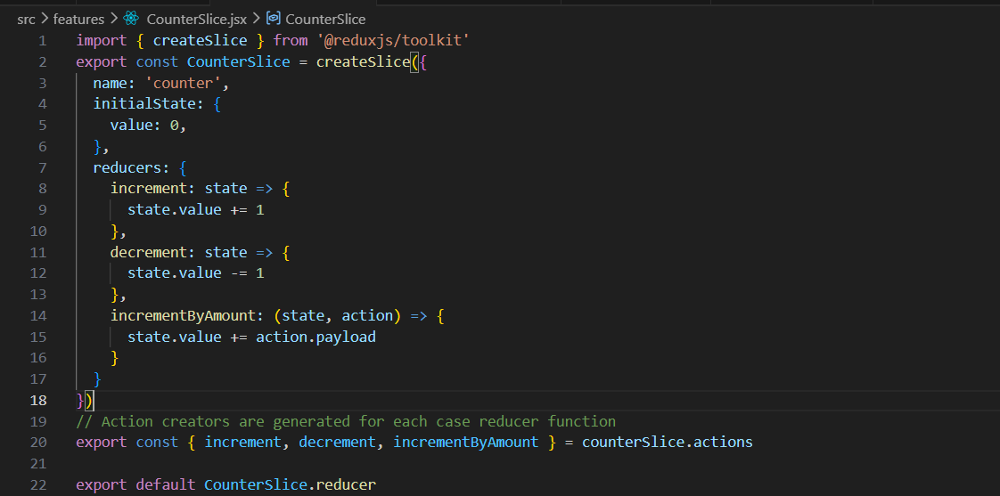 src > features > CounterSlice.jsx > CounterSlice
1 import { createSlice } from '@reduxjs/toolkit'
2 export const CounterSlice = createSlice({
3   name: 'counter',
4   initialState: {
5     value: 0,
6   },
7   reducers: {
8     increment: state => {
9       state.value += 1
10     },
11     decrement: state => {
12       state.value -= 1
13     },
14     incrementByAmount: (state, action) => {
15       state.value += action.payload
16     }
17   }
18 })
19 // Action creators are generated for each case reducer function
20 export const { increment, decrement, incrementByAmount } = counterSlice.actions
21
22 export default CounterSlice.reducer